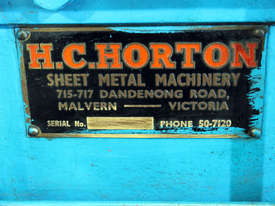 H.C.HORTON
SHEET METAL MACHINERY
715-717 DANDENONG ROAD,
MALVERN — VICTORIA
SERIAL No. PHONE 50-7120